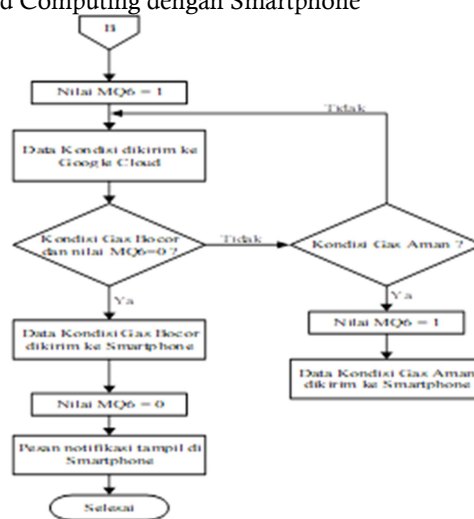 d Computing dengan Smartphone
B
Nilai MQ6 = 1
Tidak
Data Kondisi dikirim ke
Google Cloud
Kondisi Gas Bocor
dan nilai MQ6=0 ?
Tidak
Kondisi Gas Aman ?
Ya
Ya
Nilai MQ6 = 1
Data Kondisi Gas Bocor
dikirim ke Smartphone
Data Kondisi Gas Aman
dikirim ke Smartphone
Nilai MQ6 = 0
Pesan notifikasi tampil di
Smartphone
Selesai